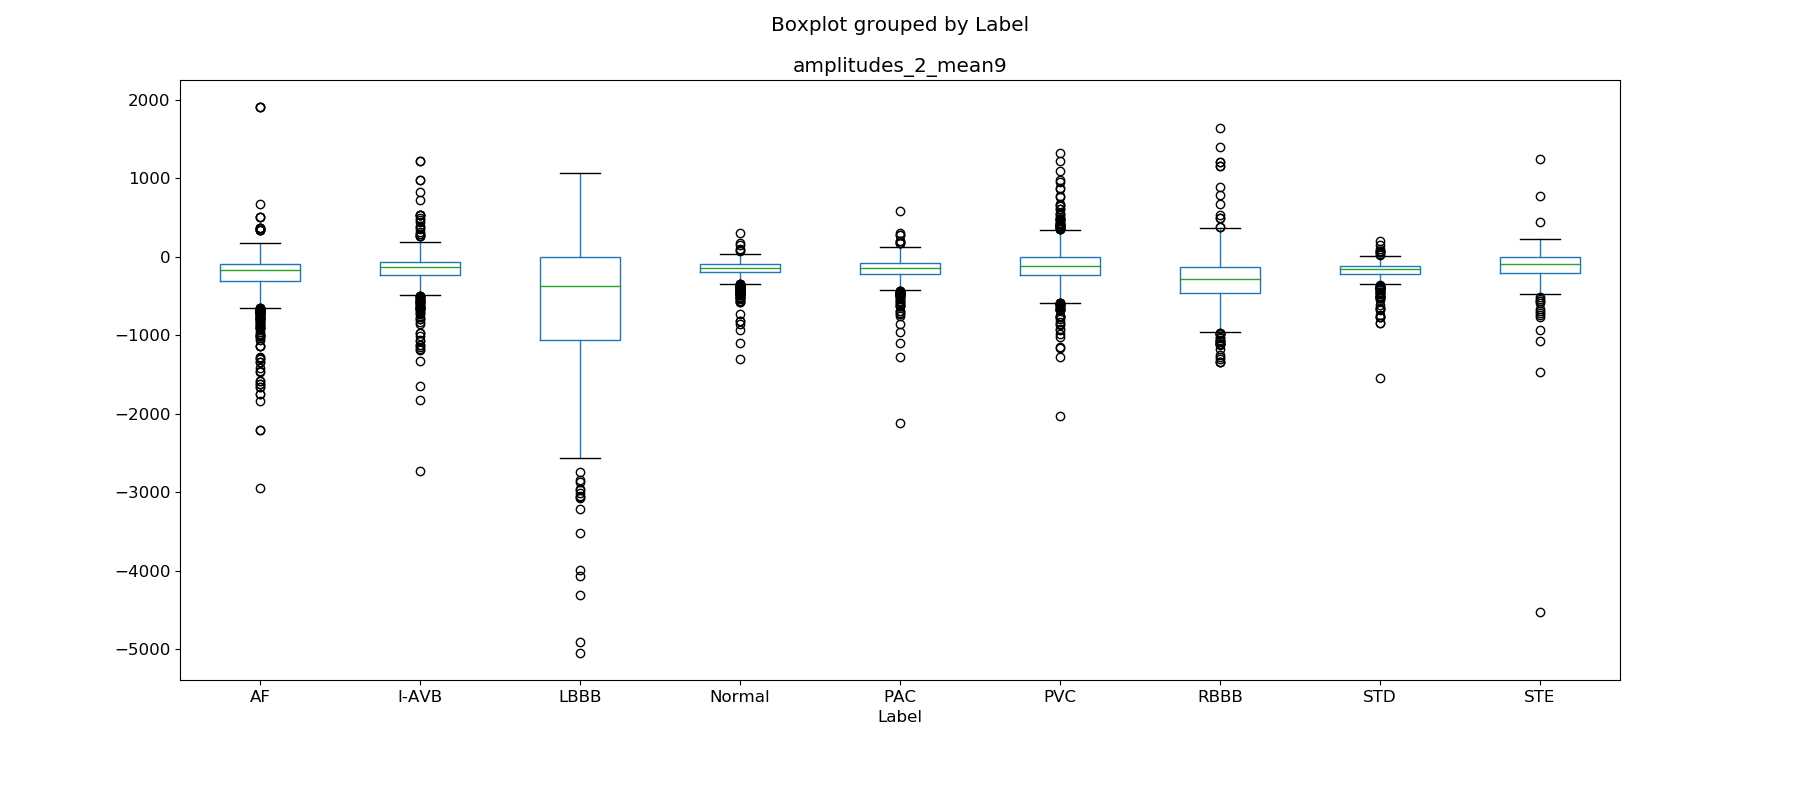 Boxplot grouped by Label
amplitudes_2_mean9
2000
1000
0
−1000
−2000
−3000
−4000
−5000
AF I-AVB LBBB Normal PAC PVC RBBB STD STE
Label